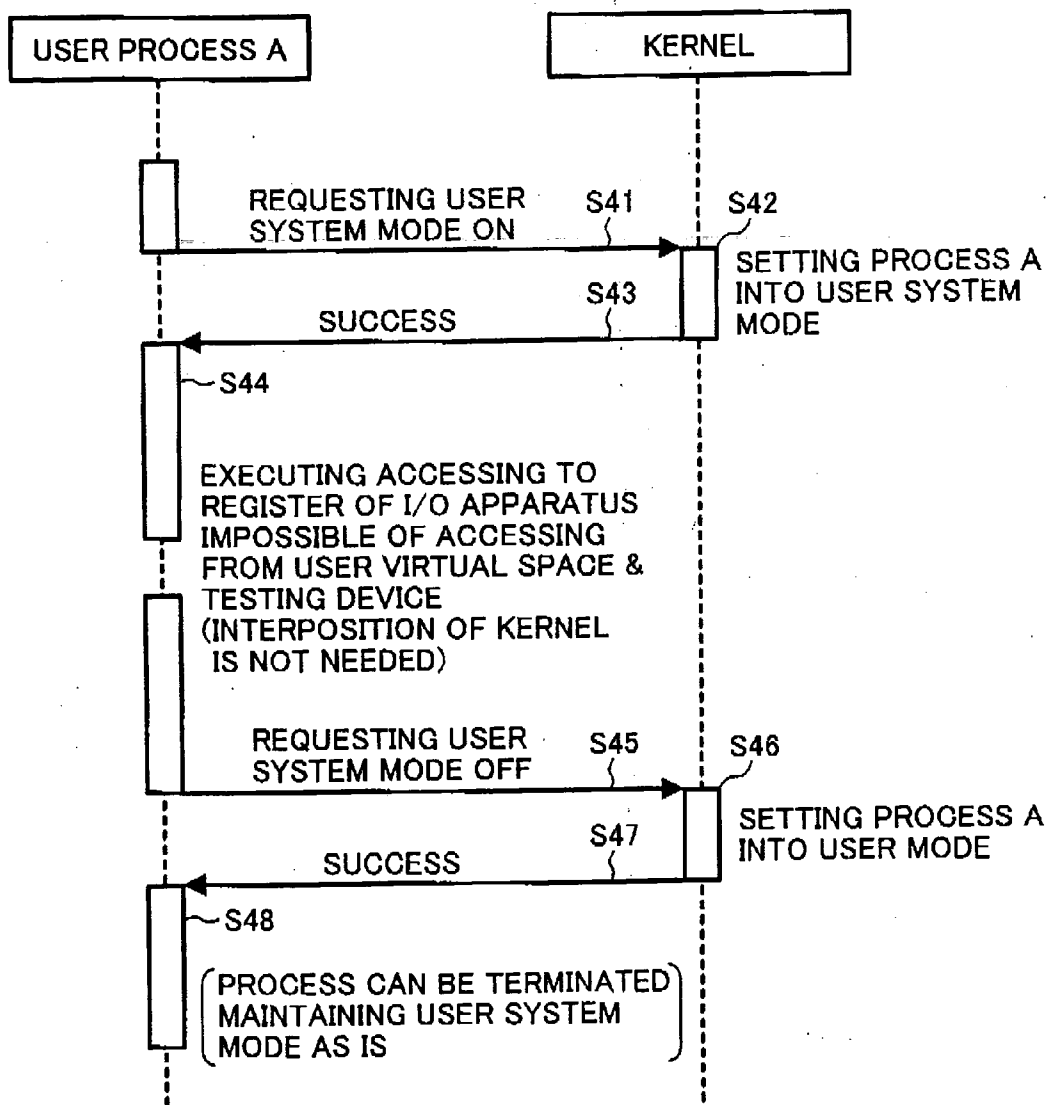 USER PROCESS A
KERNEL
REQUESTING USER
SYSTEM MODE ON
S41
S42
SETTING PROCESS A
INTO USER SYSTEM
MODE
S43
SUCCESS
S44
EXECUTING ACCESSING TO
REGISTER OF I/O APPARATUS
IMPOSSIBLE OF ACCESSING
FROM USER VIRTUAL SPACE &
TESTING DEVICE
(INTERPOSITION OF KERNEL
IS NOT NEEDED)
REQUESTING USER
SYSTEM MODE OFF
S45
S46
SETTING PROCESS A
INTO USER MODE
S47
SUCCESS
S48
(PROCESS CAN BE TERMINATED
MAINTAINING USER SYSTEM
MODE AS IS)